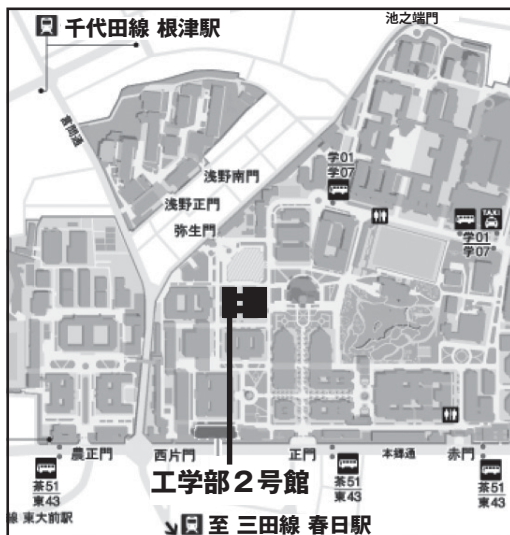 千代田線 根津駅
池之端門
言問通
学01
学07
浅野南門
浅野正門
弥生門
TAXI
学01
学07
農正門
西片門
正門
本郷通
赤門
茶51
東43
工学部2号館
茶51
東43
茶51
東43
線 東大前駅
至 三田線 春日駅